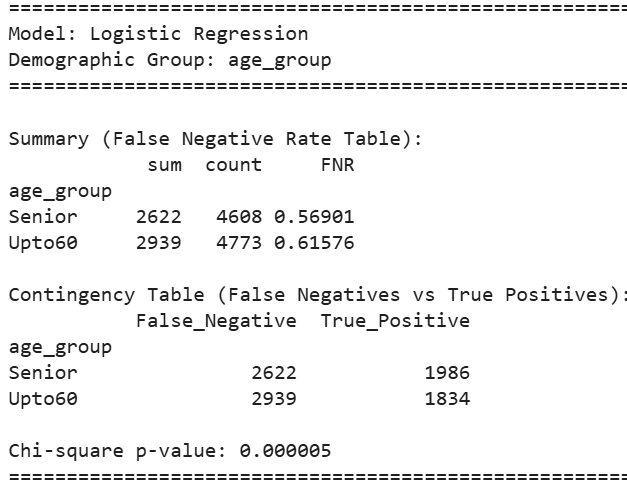 ======================================================
Model: Logistic Regression
Demographic Group: age_group
======================================================
Summary (False Negative Rate Table):
sum count FNR
age_group
Senior 2622 4608 0.56901
Upto60 2939 4773 0.61576
Contingency Table (False Negatives vs True Positives):
False_Negative True_Positive
age_group
Senior 2622 1986
Upto60 2939 1834
Chi-square p-value: 0.000005
======================================================